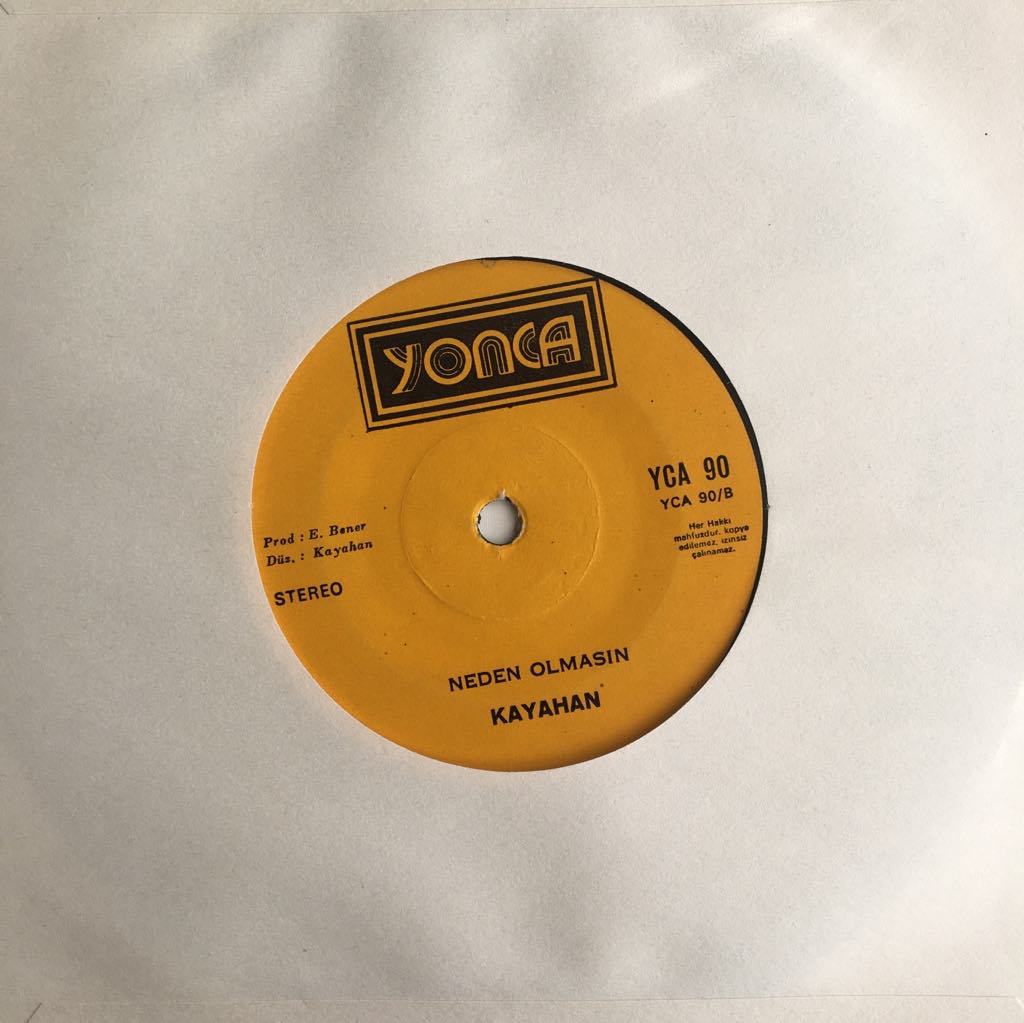 YONCA
YCA 90
YCA 90/B
Her Hakkı
mahfuzdur. kopye
edilemez, izinsiz
çalınamaz.
Prod : E. Bener
Düz. : Kayahan
STEREO
NEDEN OLMASIN
KAYAHAN